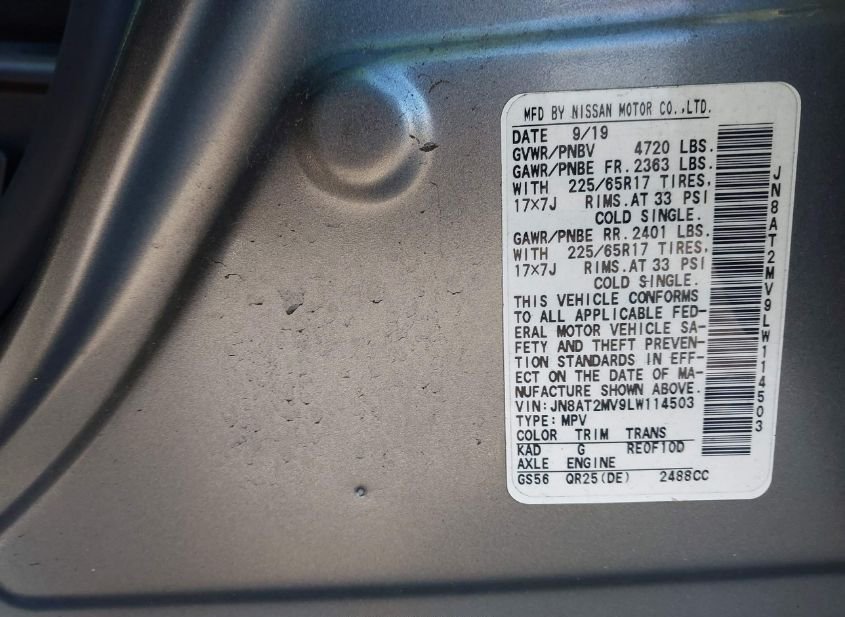 MFD BY NISSAN MOTOR CO.,LTD.
DATE 9/19
GVWR/PNBV 4720 LBS.
GAWR/PNBE FR. 2363 LBS.
WITH 225/65R17 TIRES,
17X7J RIMS.AT 33 PSI
COLD SINGLE.
GAWR/PNBE RR. 2401 LBS.
WITH 225/65R17 TIRES,
17X7J RIMS.AT 33 PSI
COLD SINGLE.
THIS VEHICLE CONFORMS
TO ALL APPLICABLE FED-
ERAL MOTOR VEHICLE SA-
FETY AND THEFT PREVEN-
TION STANDARDS IN EFF-
ECT ON THE DATE OF MA-
NUFACTURE SHOWN ABOVE.
VIN:JN8AT2MV9LW114503
TYPE:MPV
COLOR TRIM TRANS
KAD G RE0F10D
AXLE ENGINE
GS56 QR25(DE) 2488CC
JN8AT2MV9LW114503